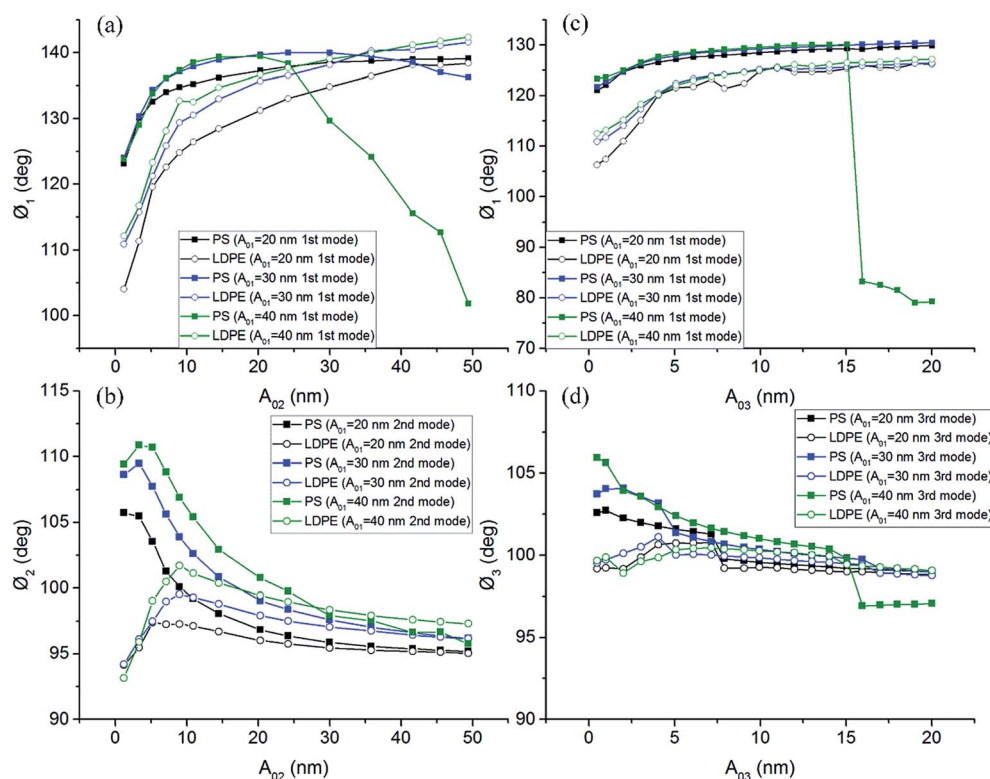 (a)
140
130
120
110
100
Ø1 (deg)
PS (A01=20 nm 1st mode)
LDPE (A01=20 nm 1st mode)
PS (A01=30 nm 1st mode)
LDPE (A01=30 nm 1st mode)
PS (A01=40 nm 1st mode)
LDPE (A01=40 nm 1st mode)
0 10 20 30 40 50
A02 (nm)
(c)
130
120
110
100
90
80
70
Ø1 (deg)
PS (A01=20 nm 1st mode)
LDPE (A01=20 nm 1st mode)
PS (A01=30 nm 1st mode)
LDPE (A01=30 nm 1st mode)
PS (A01=40 nm 1st mode)
LDPE (A01=40 nm 1st mode)
0 5 10 15 20
A03 (nm)
(b)
115
110
105
100
95
90
Ø2 (deg)
PS (A01=20 nm 2nd mode)
LDPE (A01=20 nm 2nd mode)
PS (A01=30 nm 2nd mode)
LDPE (A01=30 nm 2nd mode)
PS (A01=40 nm 2nd mode)
LDPE (A01=40 nm 2nd mode)
0 10 20 30 40 50
A02 (nm)
(d)
110
105
100
95
90
Ø3 (deg)
PS (A01=20 nm 3rd mode)
LDPE (A01=20 nm 3rd mode)
PS (A01=30 nm 3rd mode)
LDPE (A01=30 nm 3rd mode)
PS (A01=40 nm 3rd mode)
LDPE (A01=40 nm 3rd mode)
0 5 10 15 20
A03 (nm)